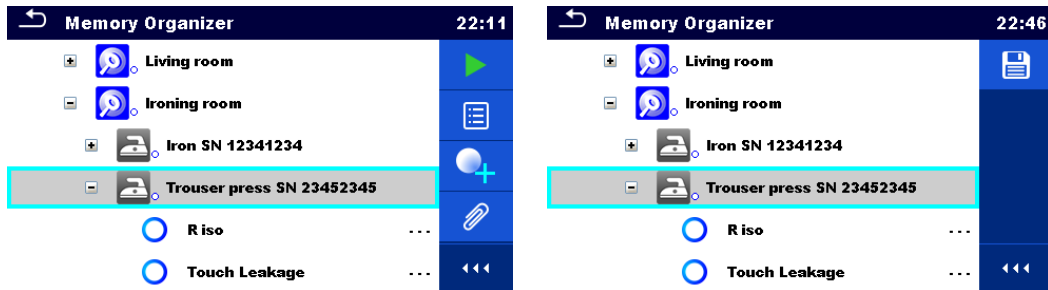 Memory Organizer 22:11
Living room
Ironing room
Iron SN 12341234
Trouser press SN 23452345
R iso ---
Touch Leakage ---
Memory Organizer 22:46
Living room
Ironing room
Iron SN 12341234
Trouser press SN 23452345
R iso ---
Touch Leakage ---